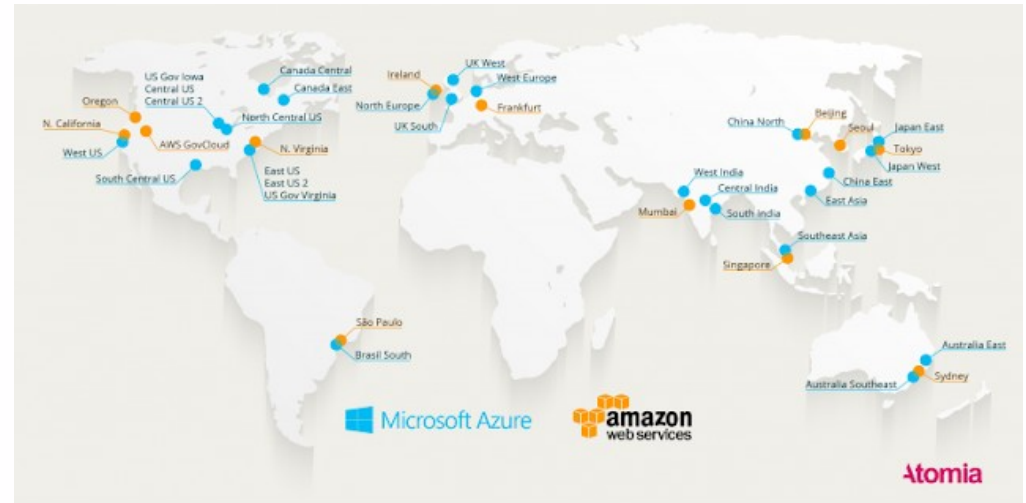 US Gov Iowa
Central US
Central US 2
Canada Central
Canada East
Oregon
North Central US
N. California
AWS GovCloud
West US
N. Virginia
South Central US
East US
East US 2
US Gov Virginia
UK West
Ireland
West Europe
North Europe
Frankfurt
UK South
Beijing
China North
Seoul
Japan East
Tokyo
Japan West
West India
China East
Central India
East Asia
Mumbai
South India
Southeast Asia
Singapore
São Paulo
Brasil South
Australia East
Sydney
Australia Southeast
Microsoft Azure
amazon
web services
Atomia